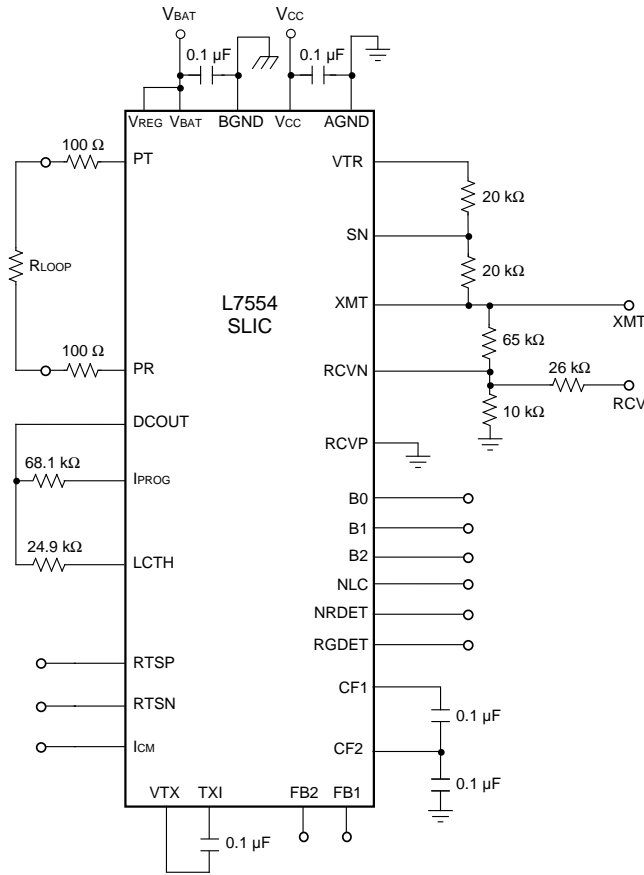 VBAT
VCC
0.1 µF
0.1 µF
VREG
VBAT
BGND
VCC
AGND
100 Ω
PT
VTR
20 kΩ
SN
RLOOP
20 kΩ
L7554
SLIC
XMT
XMT
65 kΩ
100 Ω
PR
RCVN
26 kΩ
RCV
10 kΩ
DCOUT
RCVP
68.1 kΩ
IPROG
B0
B1
24.9 kΩ
LCTH
B2
NLC
NRDET
RGDET
RTSP
CF1
RTSN
0.1 µF
ICM
CF2
0.1 µF
VTX
TXI
FB2
FB1
0.1 µF